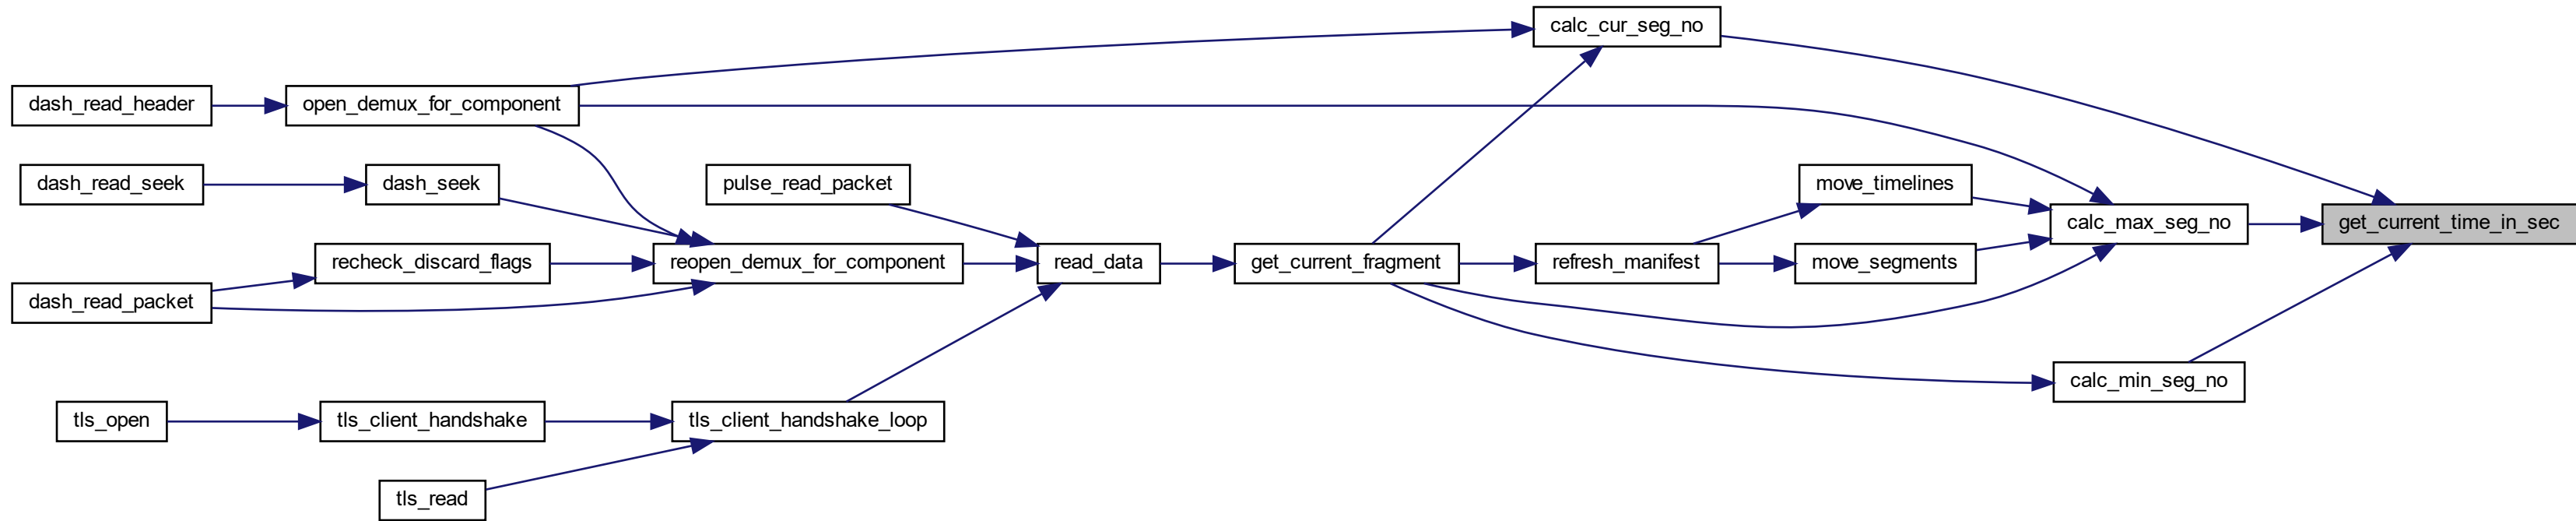 calc_cur_seg_no
dash_read_header
open_demux_for_component
dash_read_seek
dash_seek
pulse_read_packet
move_timelines
calc_max_seg_no
get_current_time_in_sec
recheck_discard_flags
reopen_demux_for_component
read_data
get_current_fragment
refresh_manifest
move_segments
dash_read_packet
calc_min_seg_no
tls_open
tls_client_handshake
tls_client_handshake_loop
tls_read